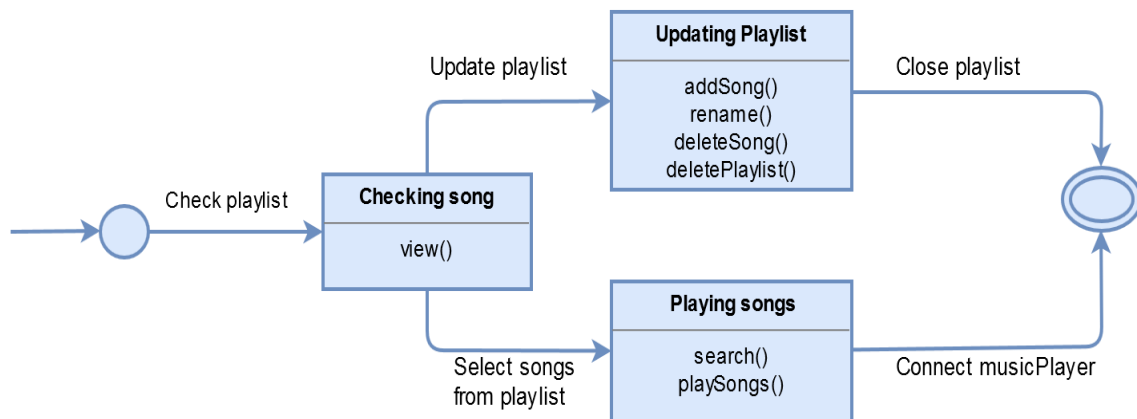 Check playlist
Checking song
view()
Update playlist
Updating Playlist
addSong()
rename()
deleteSong()
deletePlaylist()
Close playlist
Select songs
from playlist
Playing songs
search()
playSongs()
Connect musicPlayer